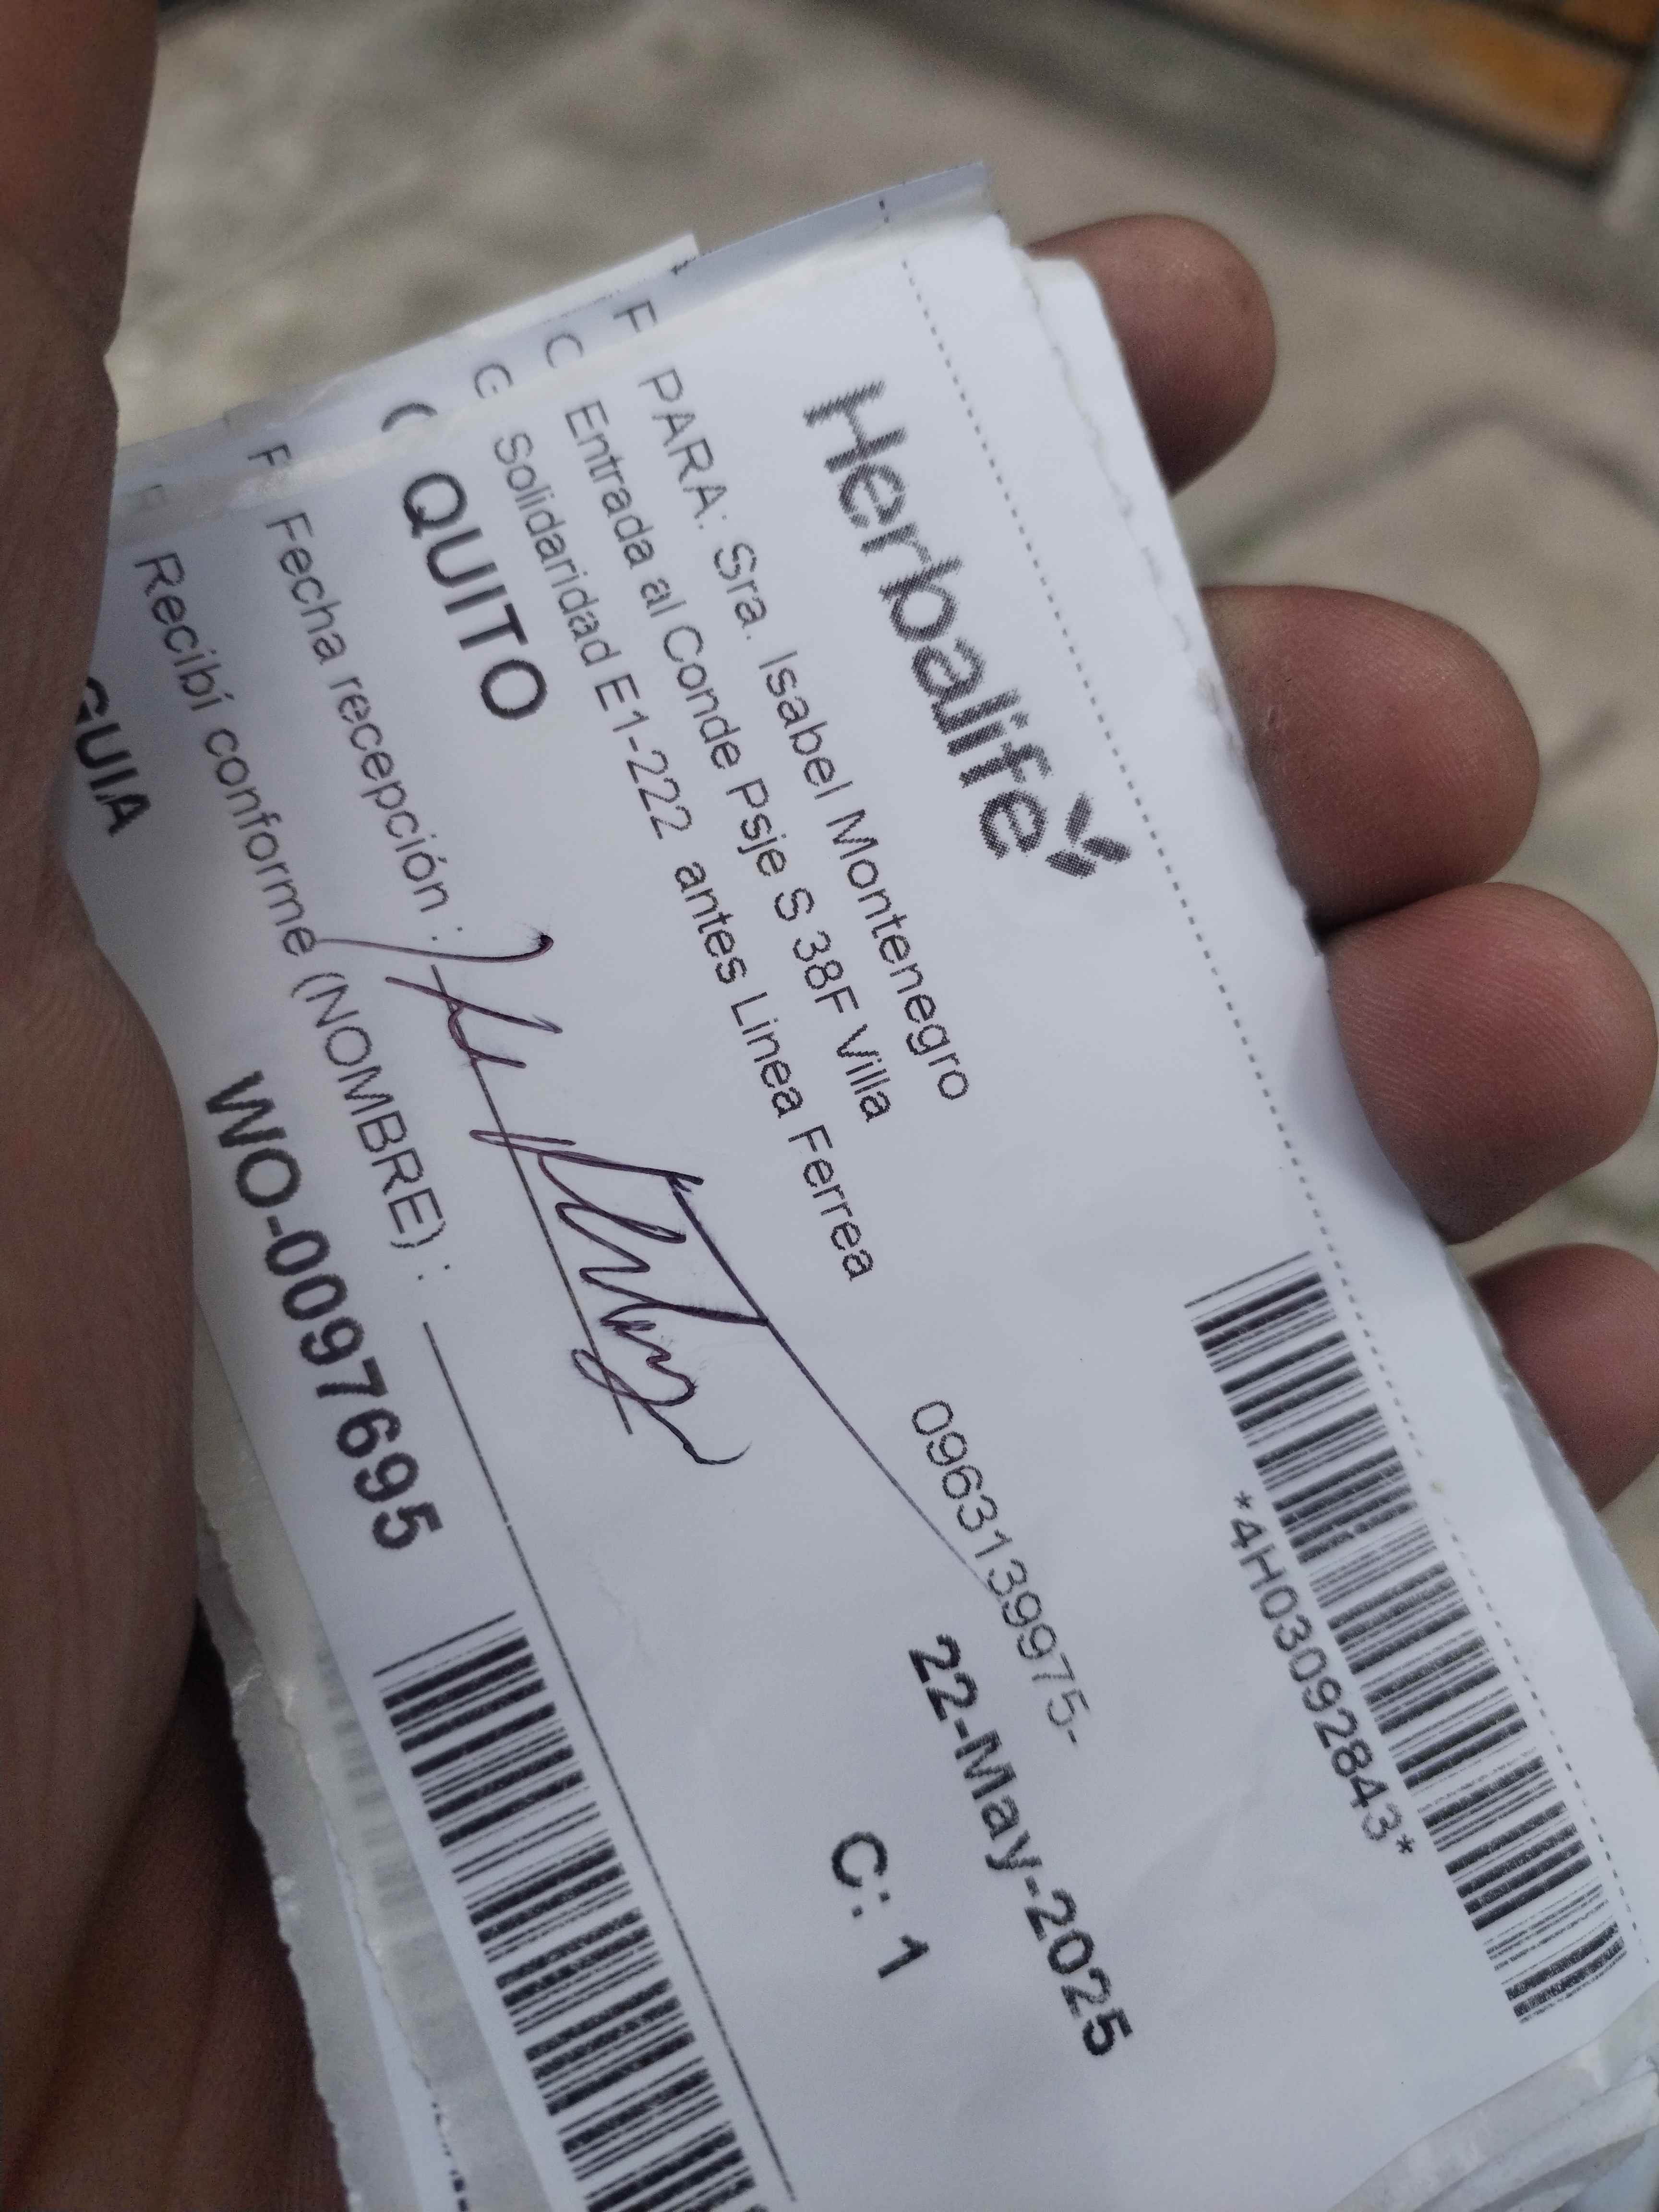 Herbalife
*4H03092843*
PARA: Sra. Isabel Montenegro
Entrada al Conde Psje S 38F Villa
Solidaridad E1-222 antes Linea Ferrea
0963139975-
22-May-2025
QUITO
C: 1
Fecha recepción :
Recibí conforme (NOMBRE) :
GUIA
WO-0097695